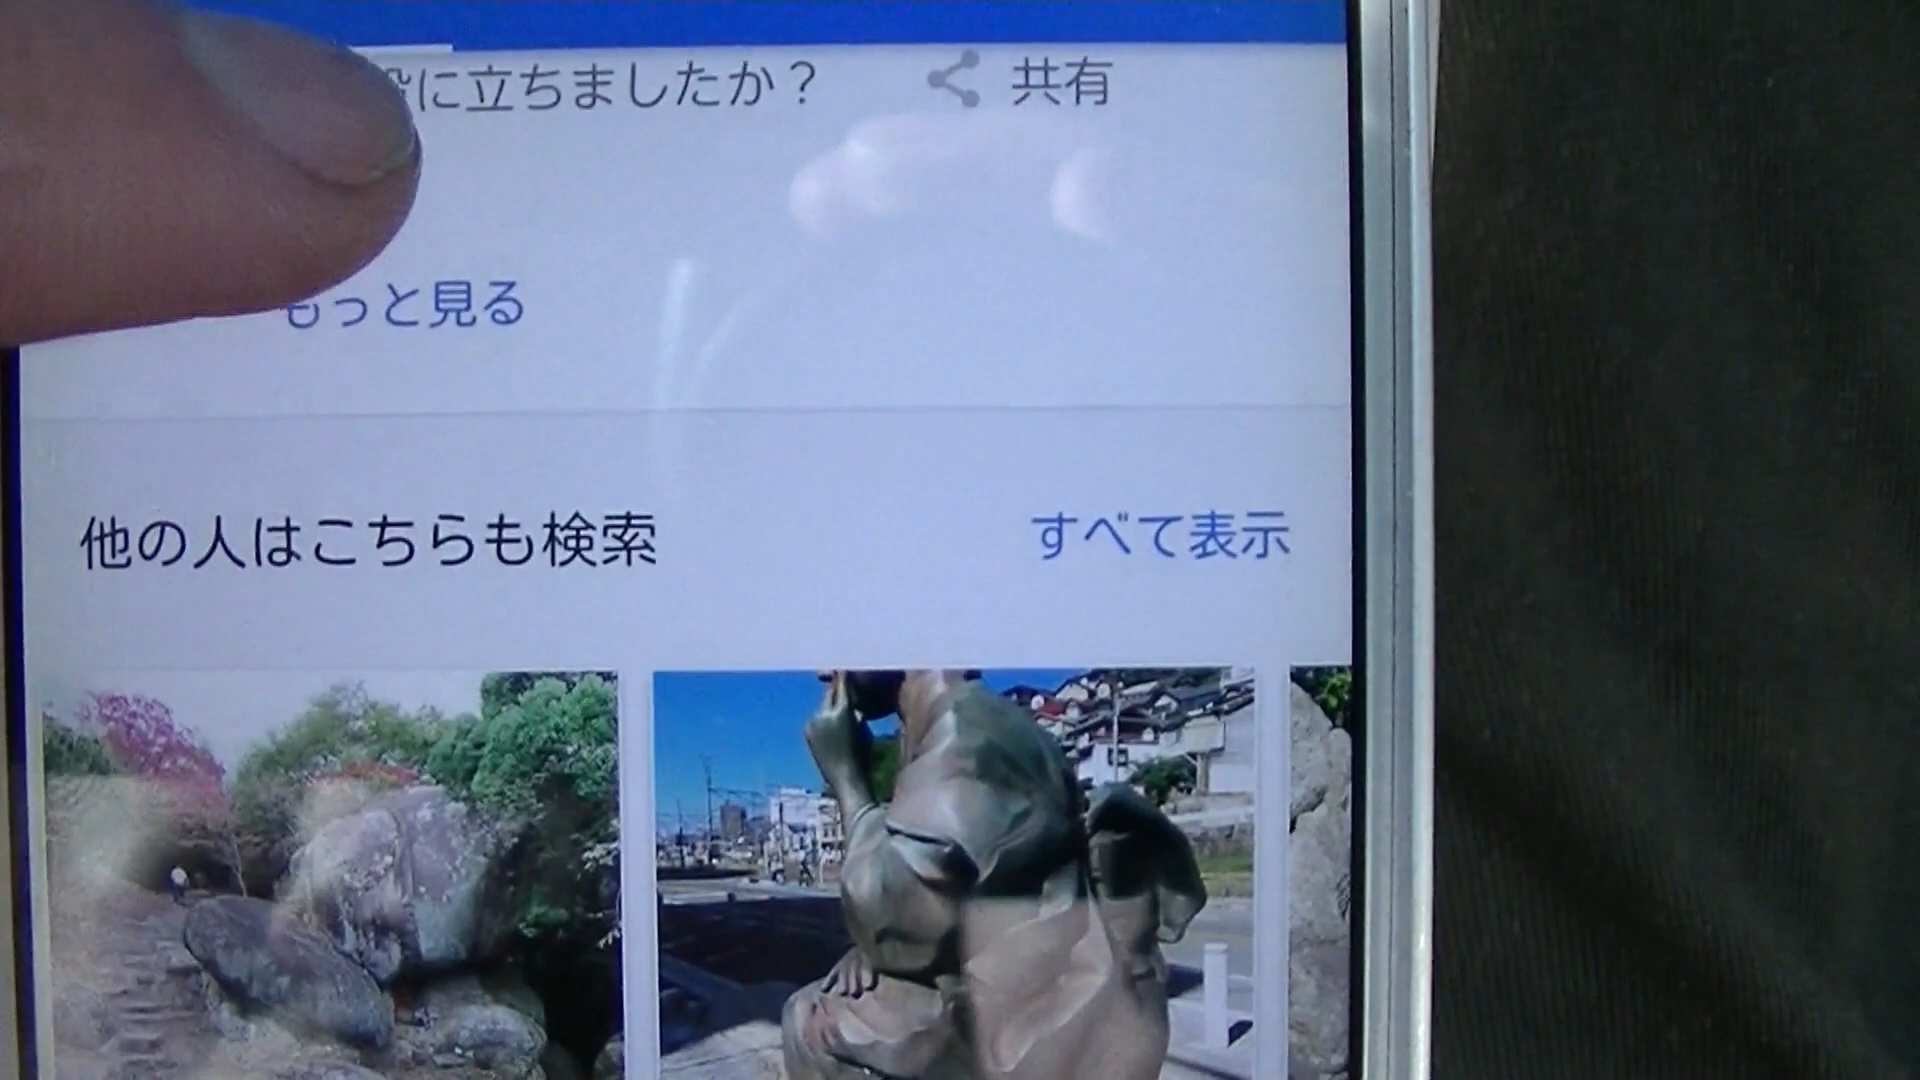 役に立ちましたか？
共有
もっと見る
他の人はこちらも検索
すべて表示